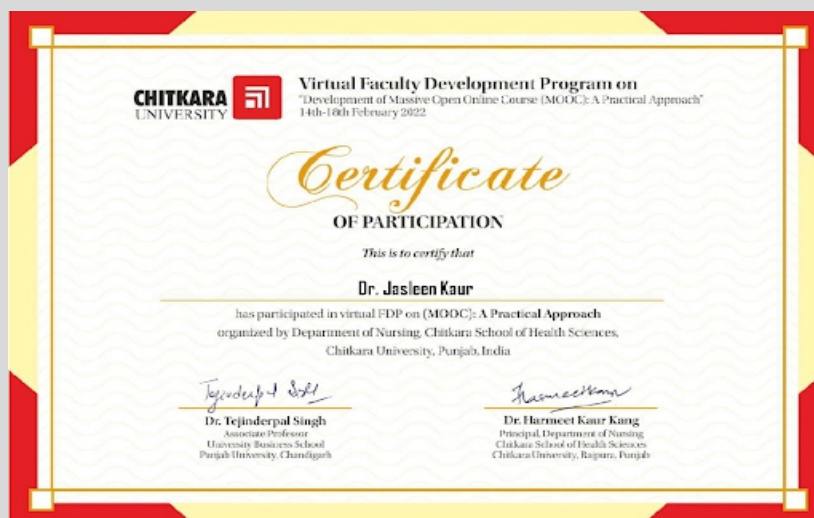 CHITKARA
UNIVERSITY
Virtual Faculty Development Program on
"Development of Massive Open Online Course (MOOC): A Practical Approach"
14th-18th February 2022
Certificate
OF PARTICIPATION
This is to certify that
Dr. Jasleen Kaur
has participated in virtual FDP on (MOOC): A Practical Approach
organized by Department of Nursing, Chitkara School of Health Sciences,
Chitkara University, Punjab, India
Tejinderpal Singh
Harmeet Kaur
Dr. Tejinderpal Singh
Associate Professor
University Business School
Punjab University, Chandigarh
Dr. Harmeet Kaur Kang
Principal, Department of Nursing
Chitkara School of Health Sciences
Chitkara University, Rajpura, Punjab